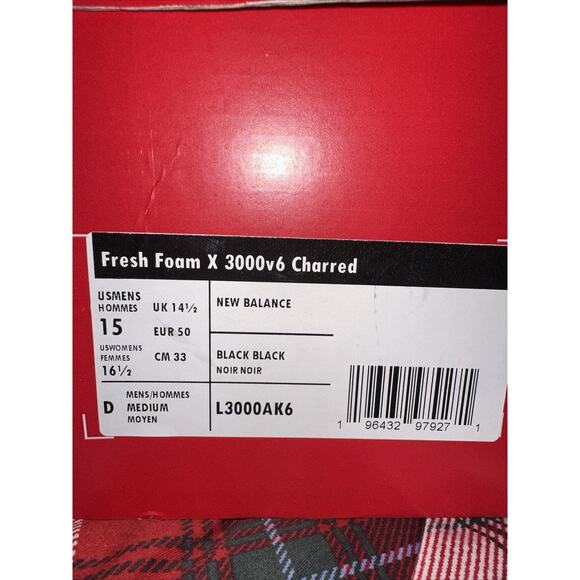 Fresh Foam X 3000v6 Charred
USMENS
HOMMES
15
UK 14½
EUR 50
USWOMENS
FEMMES
16½
CM 33
NEW BALANCE
BLACK BLACK
NOIR NOIR
D
MENS/HOMMES
MEDIUM
MOYEN
L3000AK6
1 96432 97927 1